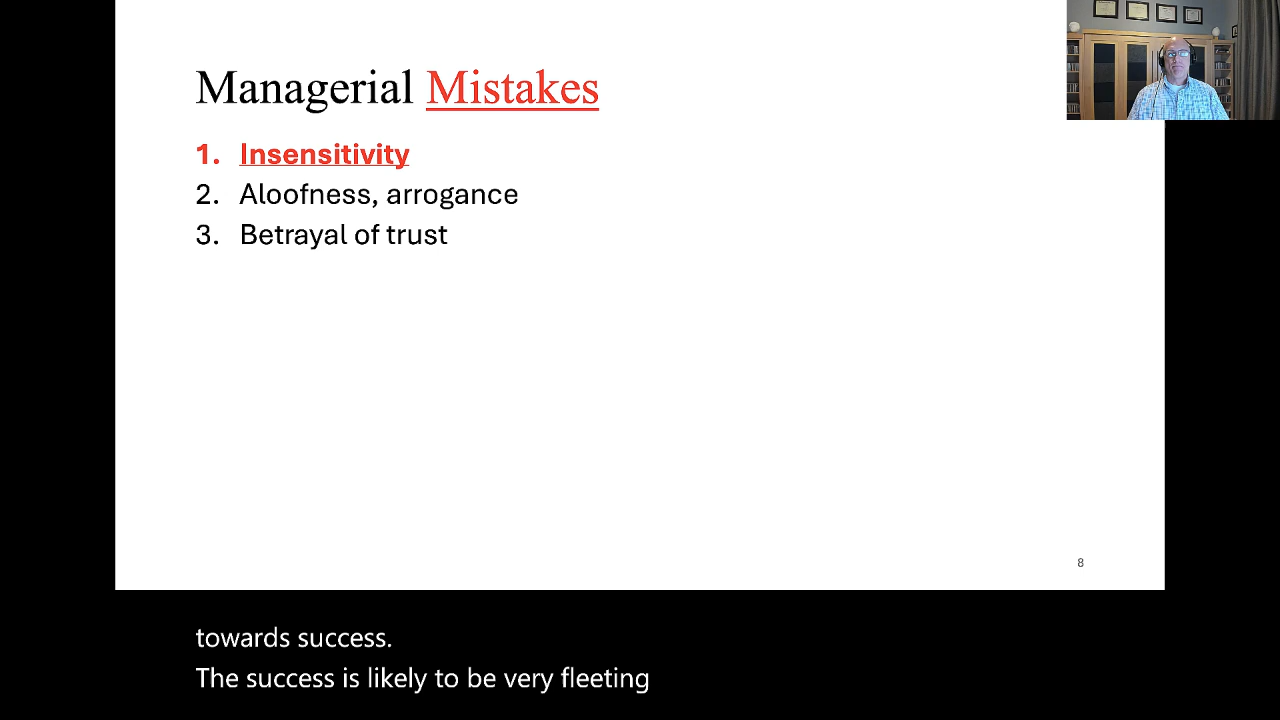 Managerial Mistakes
1. Insensitivity
2. Aloofness, arrogance
3. Betrayal of trust
8
towards success.
The success is likely to be very fleeting